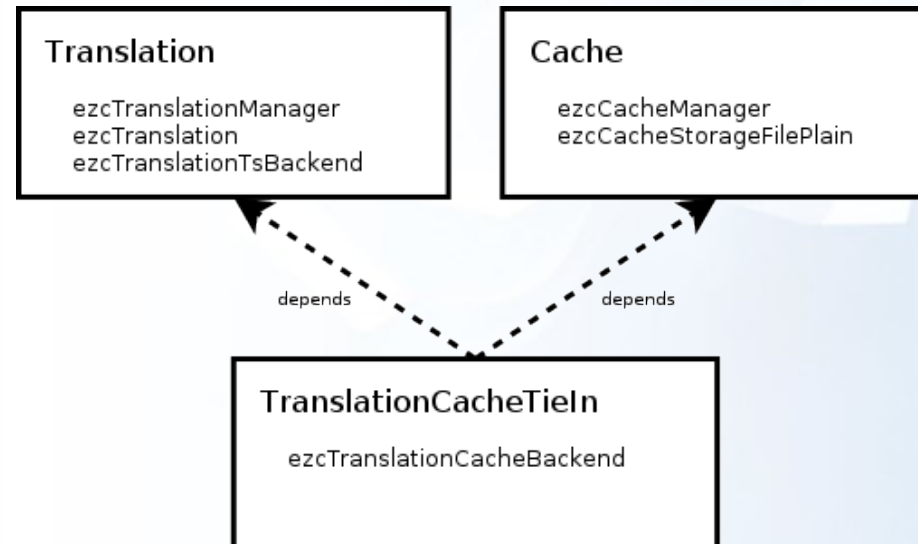 Translation
ezcTranslationManager
ezcTranslation
ezcTranslationTsBackend
Cache
ezcCacheManager
ezcCacheStorageFilePlain
depends
depends
TranslationCacheTieIn
ezcTranslationCacheBackend